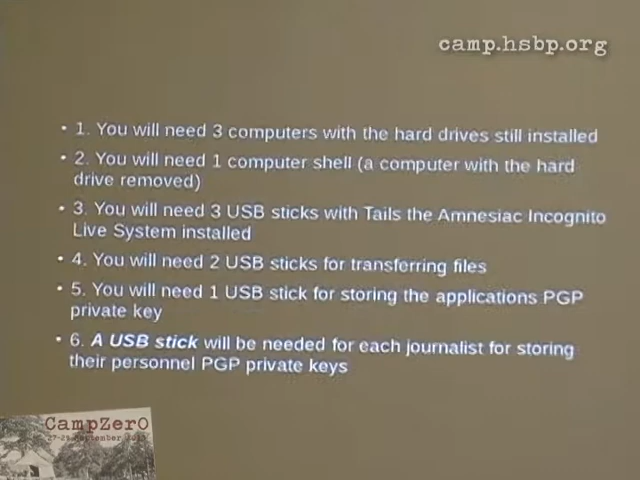 camp.hsbp.org
• 1. You will need 3 computers with the hard drives still installed
• 2. You will need 1 computer shell (a computer with the hard
drive removed)
• 3. You will need 3 USB sticks with Tails the Amnesiac Incognito
Live System installed
• 4. You will need 2 USB sticks for transferring files
• 5. You will need 1 USB stick for storing the applications PGP
private key
• 6. A USB stick will be needed for each journalist for storing
their personnel PGP private keys
CampZer0
27-29 September